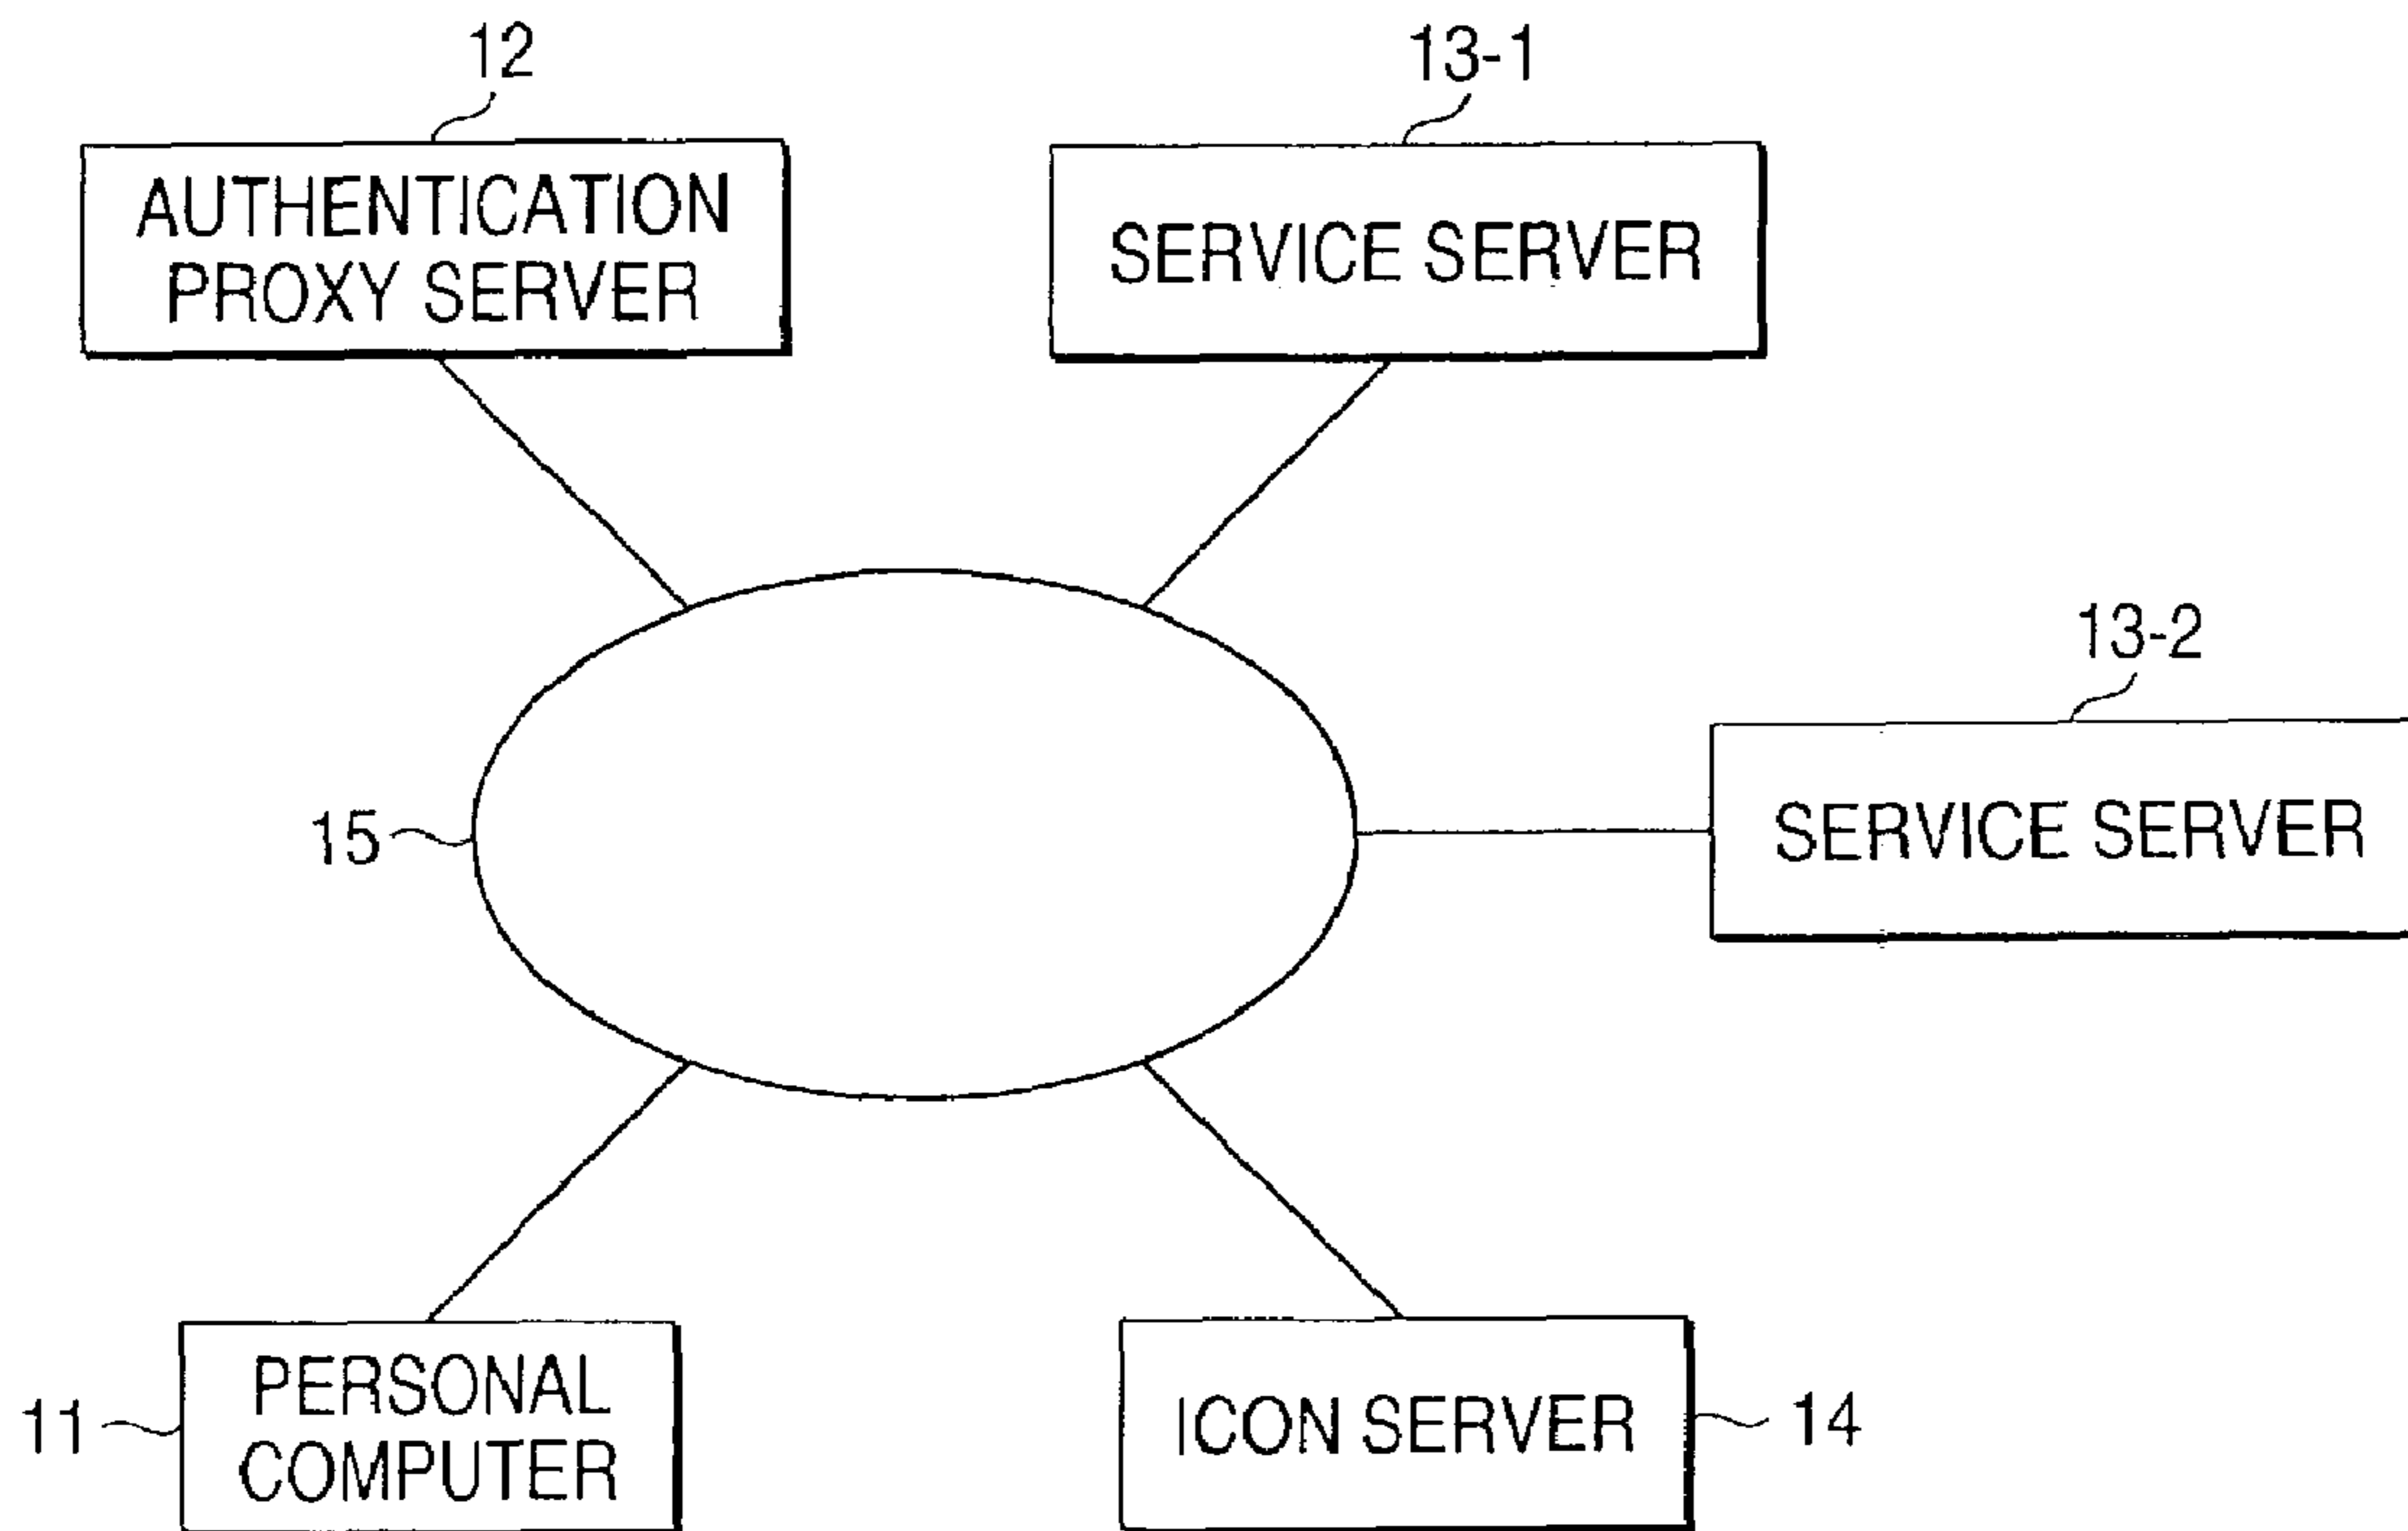 12
13-1
AUTHENTICATION
PROXY SERVER
SERVICE SERVER
13-2
15
SERVICE SERVER
11
PERSONAL
COMPUTER
ICON SERVER
14